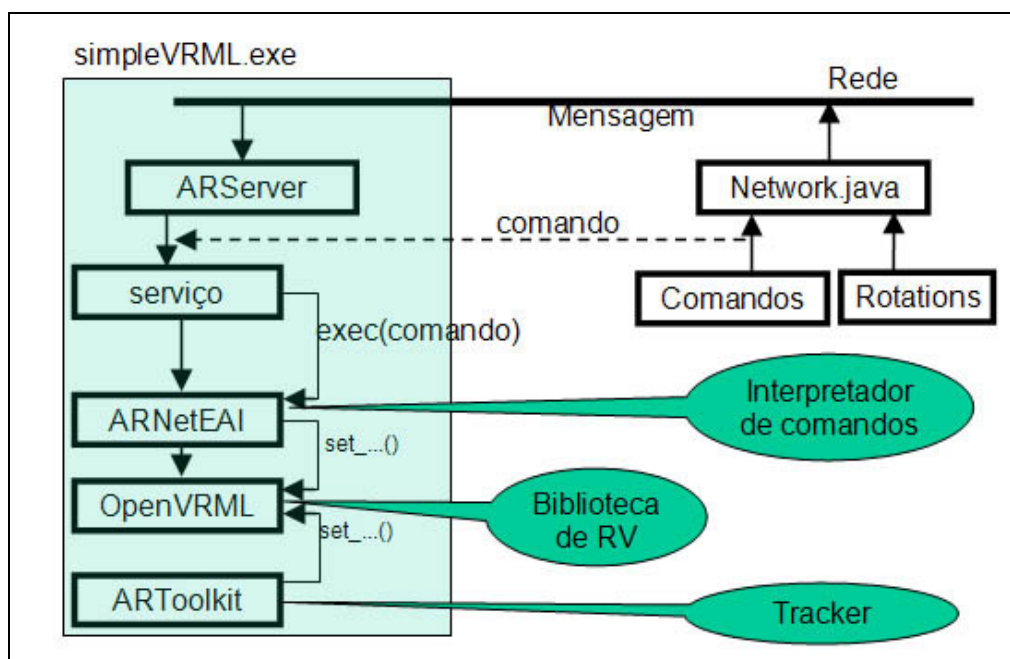 simpleVRML.exe
Rede
Mensagem
ARServer
Network.java
comando
serviço
Comandos
Rotations
exec(comando)
Interpretador
de comandos
ARNetEAI
set_...()
OpenVRML
Biblioteca
de RV
set_...()
ARToolkit
Tracker